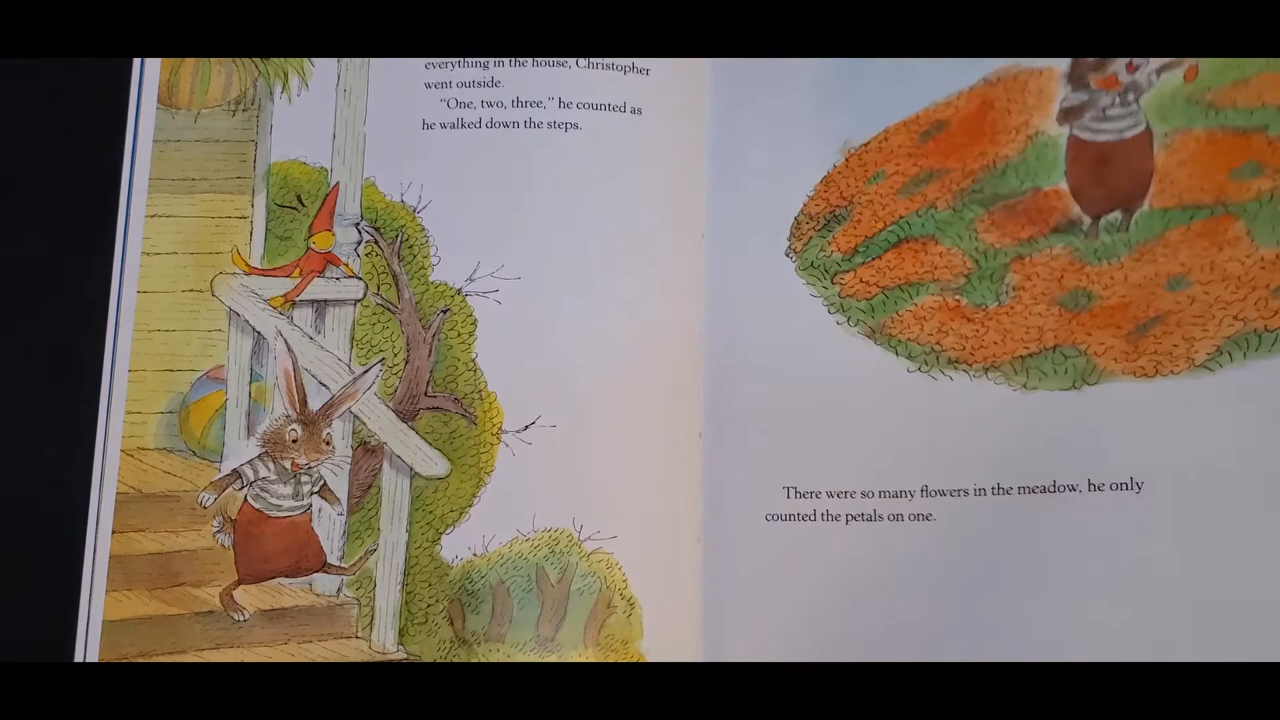 everything in the house, Christopher
went outside.
“One, two, three,” he counted as
he walked down the steps.
There were so many flowers in the meadow, he only
counted the petals on one.